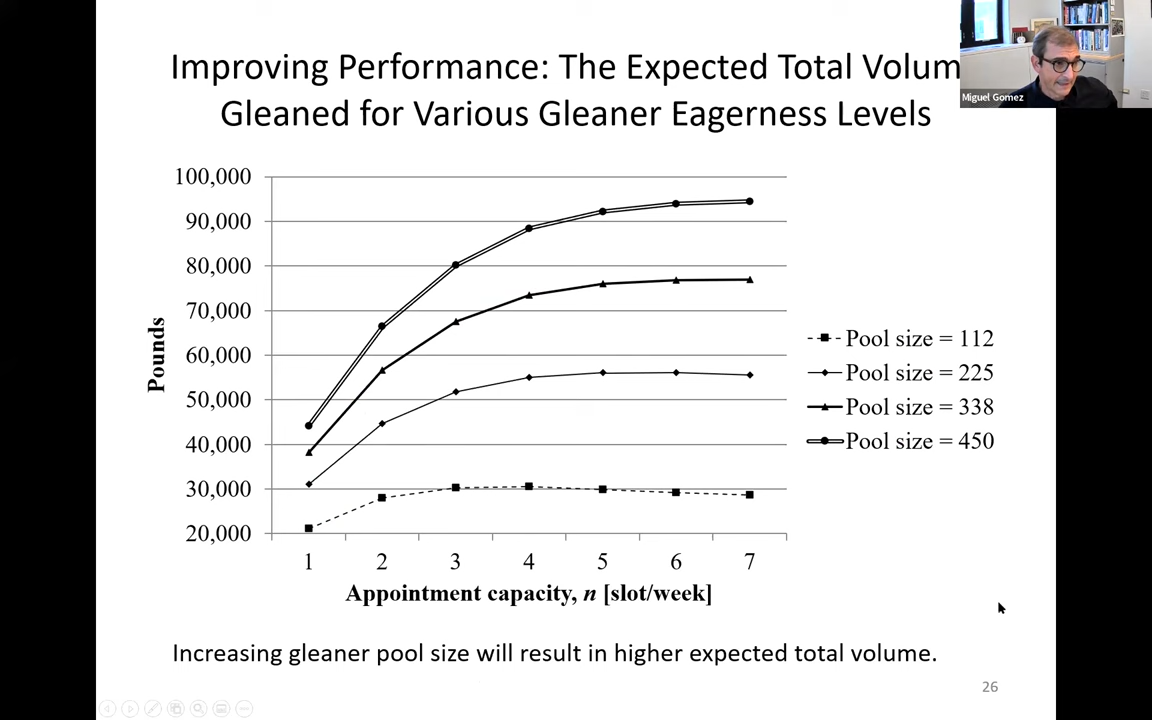 Improving Performance: The Expected Total Volum
Gleaned for Various Gleaner Eagerness Levels
Miguel Gomez
100,000
90,000
80,000
70,000
60,000
50,000
40,000
30,000
20,000
Pounds
1 2 3 4 5 6 7
Appointment capacity, n [slot/week]
Pool size = 112
Pool size = 225
Pool size = 338
Pool size = 450
Increasing gleaner pool size will result in higher expected total volume.
26